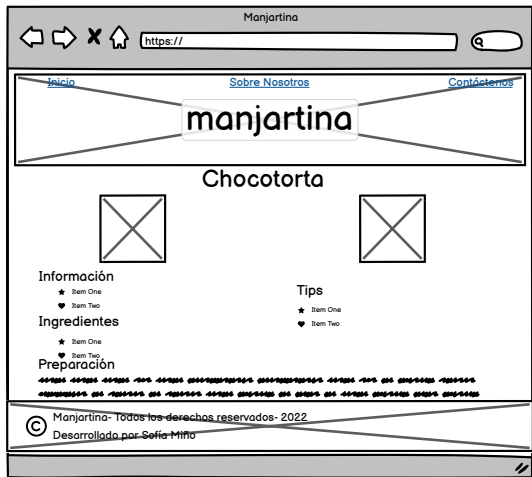 Manjartina
https://
Inicio Sobre Nosotros Contáctenos
manjartina
Chocotorta
Información
Item One
Item Two
Ingredientes
Item One
Item Two
Tips
Item One
Item Two
Preparación
© Manjartina- Todos los derechos reservados- 2022
Desarrollado por Sofía Miño